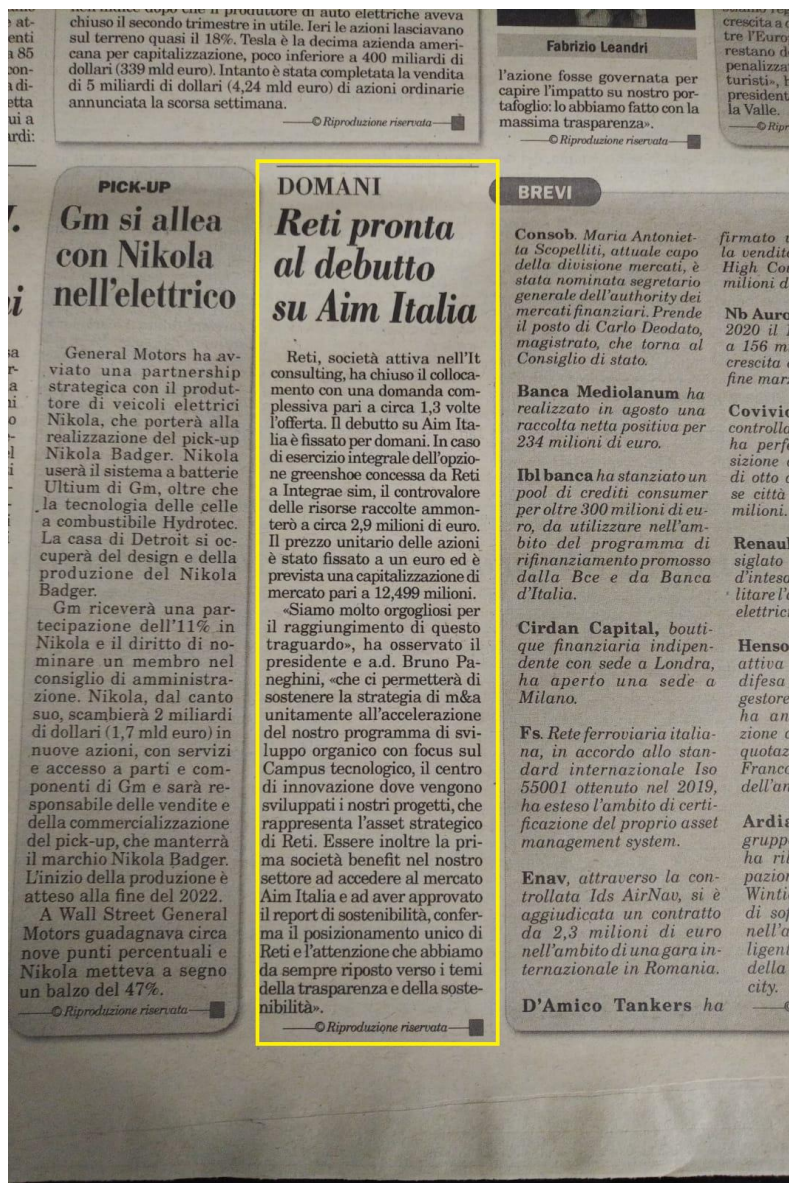 chiuso il secondo trimestre in utile. Ieri le azioni lasciavano
sul terreno quasi il 18%. Tesla è la decima azienda ameri-
cana per capitalizzazione, poco inferiore a 400 miliardi di
dollari (339 mld euro). Intanto è stata completata la vendita
di 5 miliardi di dollari (4,24 mld euro) di azioni ordinarie
annunciata la scorsa settimana.
© Riproduzione riservata
Fabrizio Leandri
l'azione fosse governata per
capire l'impatto su nostro por-
tafoglio: lo abbiamo fatto con la
massima trasparenza».
© Riproduzione riservata
PICK-UP
Gm si allea
con Nikola
nell'elettrico
General Motors ha av-
viato una partnership
strategica con il produt-
tore di veicoli elettrici
Nikola, che porterà alla
realizzazione del pick-up
Nikola Badger. Nikola
userà il sistema a batterie
Ultium di Gm, oltre che
la tecnologia delle celle
a combustibile Hydrotec.
La casa di Detroit si oc-
cuperà del design e della
produzione del Nikola
Badger.
Gm riceverà una par-
tecipazione dell'11% in
Nikola e il diritto di no-
minare un membro nel
consiglio di amministra-
zione. Nikola, dal canto
suo, scambierà 2 miliardi
di dollari (1,7 mld euro) in
nuove azioni, con servizi
e accesso a parti e com-
ponenti di Gm e sarà re-
sponsabile delle vendite e
della commercializzazione
del pick-up, che manterrà
il marchio Nikola Badger.
L'inizio della produzione è
atteso alla fine del 2022.
A Wall Street General
Motors guadagnava circa
nove punti percentuali e
Nikola metteva a segno
un balzo del 47%.
© Riproduzione riservata
DOMANI
Reti pronta
al debutto
su Aim Italia
Reti, società attiva nell'It
consulting, ha chiuso il colloca-
mento con una domanda com-
plessiva pari a circa 1,3 volte
l'offerta. Il debutto su Aim Ita-
lia è fissato per domani. In caso
di esercizio integrale dell'opzio-
ne greenshoe concessa da Reti
a Integrae sim, il controvalore
delle risorse raccolte ammon-
terò a circa 2,9 milioni di euro.
Il prezzo unitario delle azioni
è stato fissato a un euro ed è
prevista una capitalizzazione di
mercato pari a 12,499 milioni.
«Siamo molto orgogliosi per
il raggiungimento di questo
traguardo», ha osservato il
presidente e a.d. Bruno Pa-
neghini, «che ci permetterà di
sostenere la strategia di m&a
unitamente all'accelerazione
del nostro programma di svi-
luppo organico con focus sul
Campus tecnologico, il centro
di innovazione dove vengono
sviluppati i nostri progetti, che
rappresenta l'asset strategico
di Reti. Essere inoltre la pri-
ma società benefit nel nostro
settore ad accedere al mercato
Aim Italia e ad aver approvato
il report di sostenibilità, confer-
ma il posizionamento unico di
Reti e l'attenzione che abbiamo
da sempre riposto verso i temi
della trasparenza e della soste-
nibilità».
© Riproduzione riservata
BREVI
Consob. Maria Antoniet-
ta Scopelliti, attuale capo
della divisione mercati, è
stata nominata segretario
generale dell'authority dei
mercati finanziari. Prende
il posto di Carlo Deodato,
magistrato, che torna al
Consiglio di stato.
Banca Mediolanum ha
realizzato in agosto una
raccolta netta positiva per
234 milioni di euro.
Ibl banca ha stanziato un
pool di crediti consumer
per oltre 300 milioni di eu-
ro, da utilizzare nell'am-
bito del programma di
rifinanziamento promosso
dalla Bce e da Banca
d'Italia.
Cirdan Capital, bouti-
que finanziaria indipen-
dente con sede a Londra,
ha aperto una sede a
Milano.
Fs. Rete ferroviaria italia-
na, in accordo allo stan-
dard internazionale Iso
55001 ottenuto nel 2019,
ha esteso l'ambito di certi-
ficazione del proprio asset
management system.
Enav, attraverso la con-
trollata Ids AirNav, si è
aggiudicata un contratto
da 2,3 milioni di euro
nell'ambito di una gara in-
ternazionale in Romania.
D'Amico Tankers ha